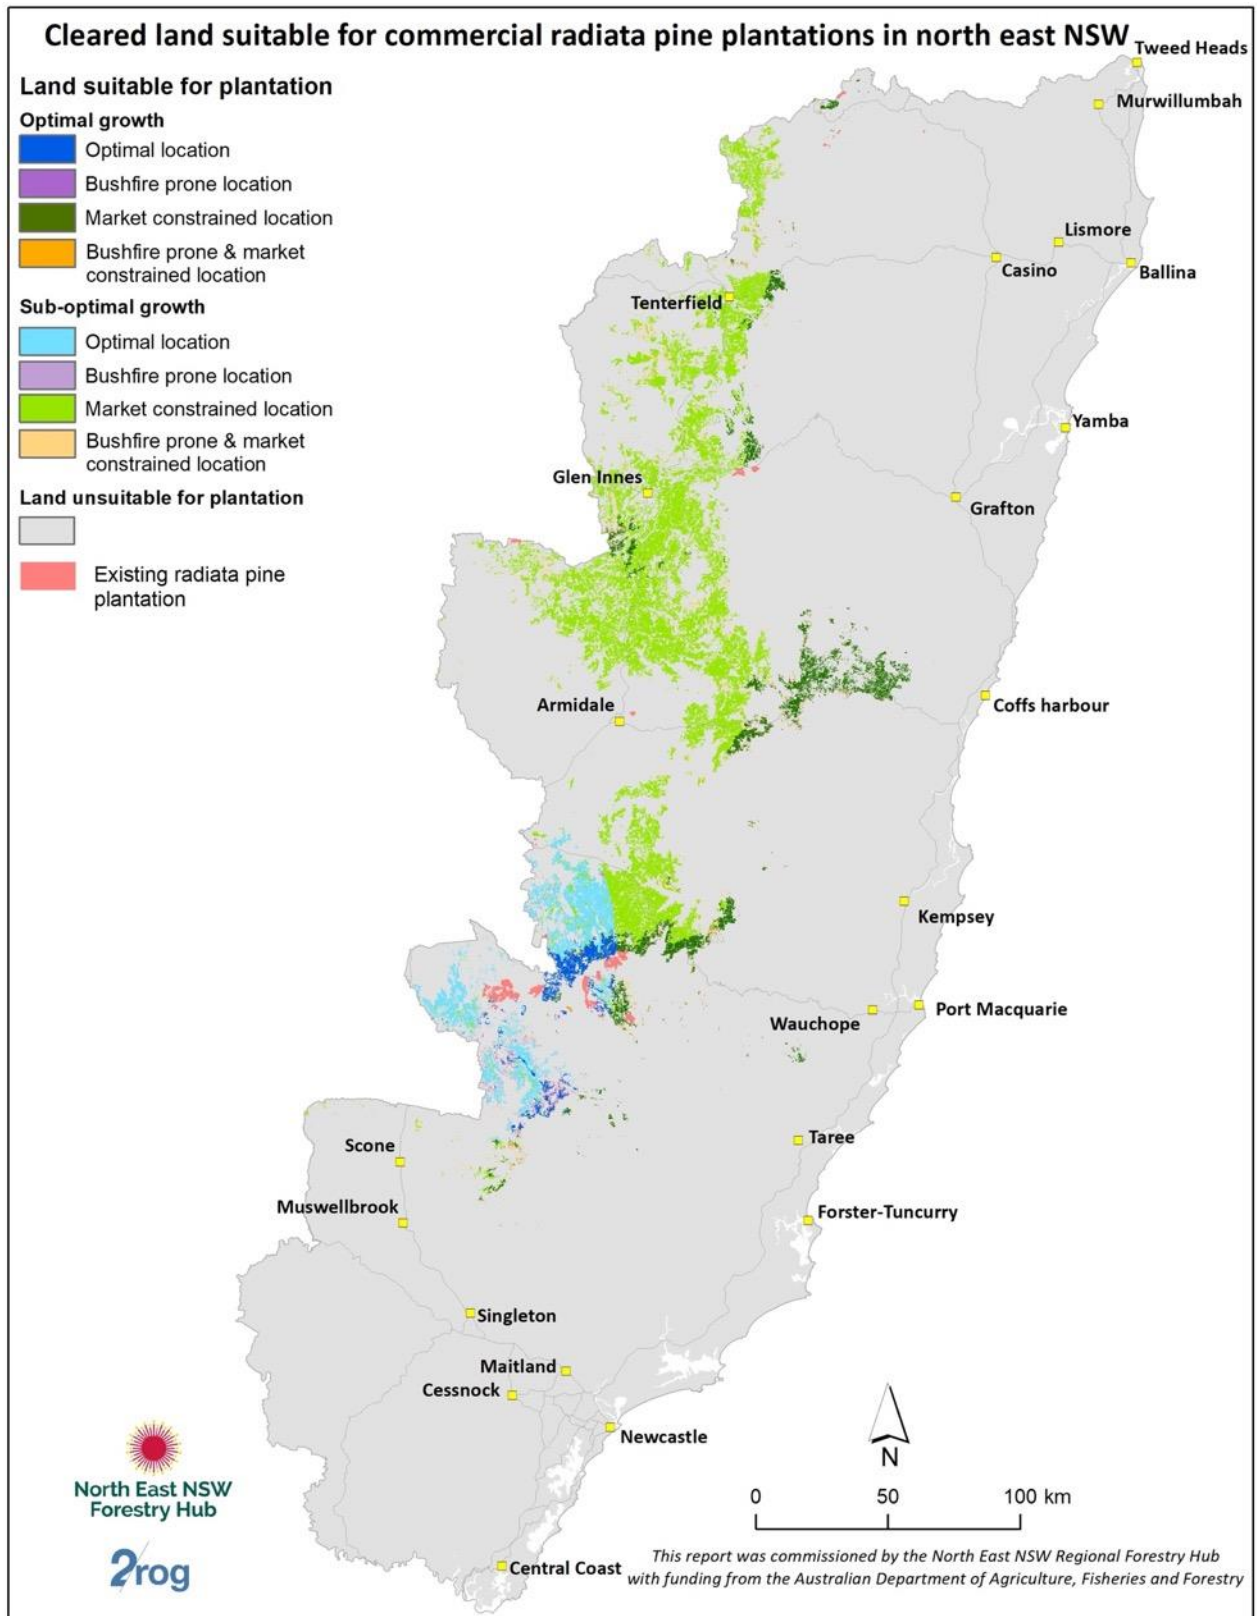 Cleared land suitable for commercial radiata pine plantations in north east NSW
Land suitable for plantation
Optimal growth
Optimal location
Bushfire prone location
Market constrained location
Bushfire prone & market
constrained location
Sub-optimal growth
Optimal location
Bushfire prone location
Market constrained location
Bushfire prone & market
constrained location
Land unsuitable for plantation
Existing radiata pine
plantation
Tweed Heads
Murwillumbah
Lismore
Casino
Ballina
Tenterfield
Yamba
Glen Innes
Grafton
Armidale
Coffs harbour
Kempsey
Wauchope
Port Macquarie
Scone
Taree
Muswellbrook
Forster-Tuncurry
Singleton
Maitland
Cessnock
Newcastle
Central Coast
N
0 50 100 km
North East NSW
Forestry Hub
2rog
This report was commissioned by the North East NSW Regional Forestry Hub
with funding from the Australian Department of Agriculture, Fisheries and Forestry